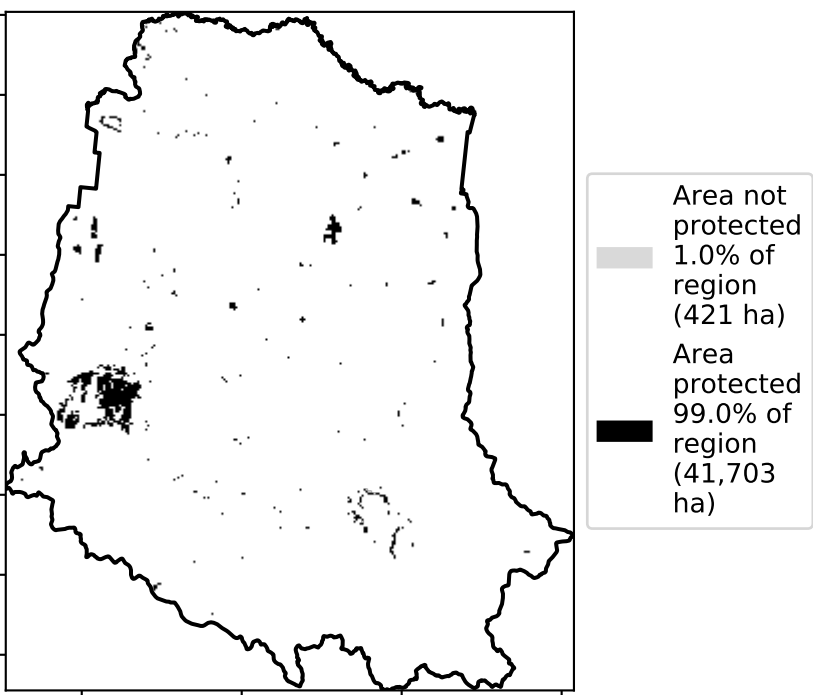 Area not
protected
1.0% of
region
(421 ha)
Area
protected
99.0% of
region
(41,703
ha)